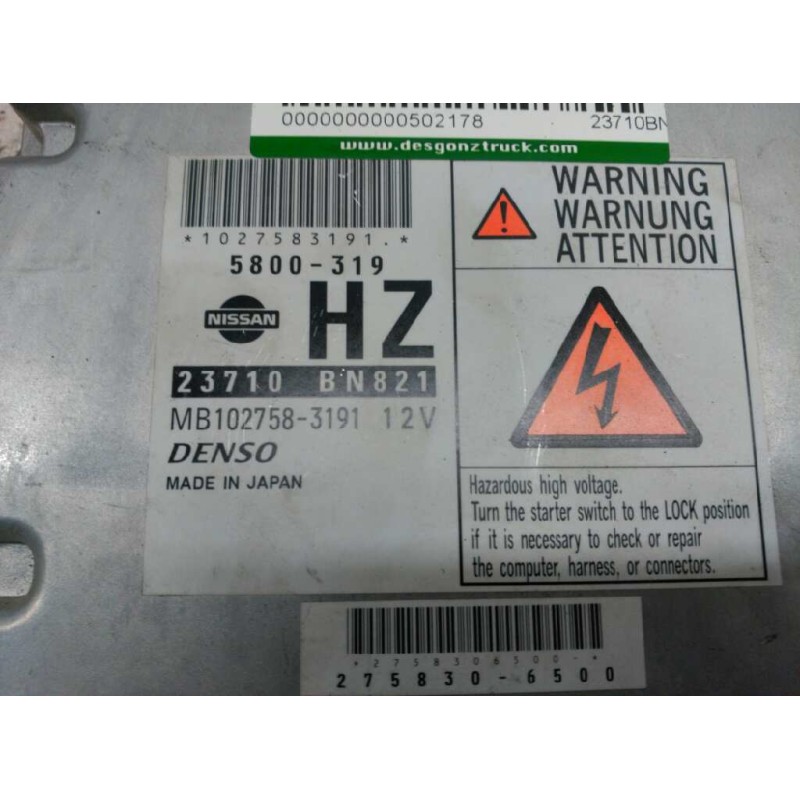 0000000000502178 23710BN
www.desgonztruck.com
*1027583191.*
5800-319
NISSAN HZ
23710 BN821
MB102758-3191 12V
DENSO
MADE IN JAPAN
WARNING
WARNUNG
ATTENTION
Hazardous high voltage.
Turn the starter switch to the LOCK position
if it is necessary to check or repair
the computer, harness, or connectors.
*2758306500-*
275830-6500